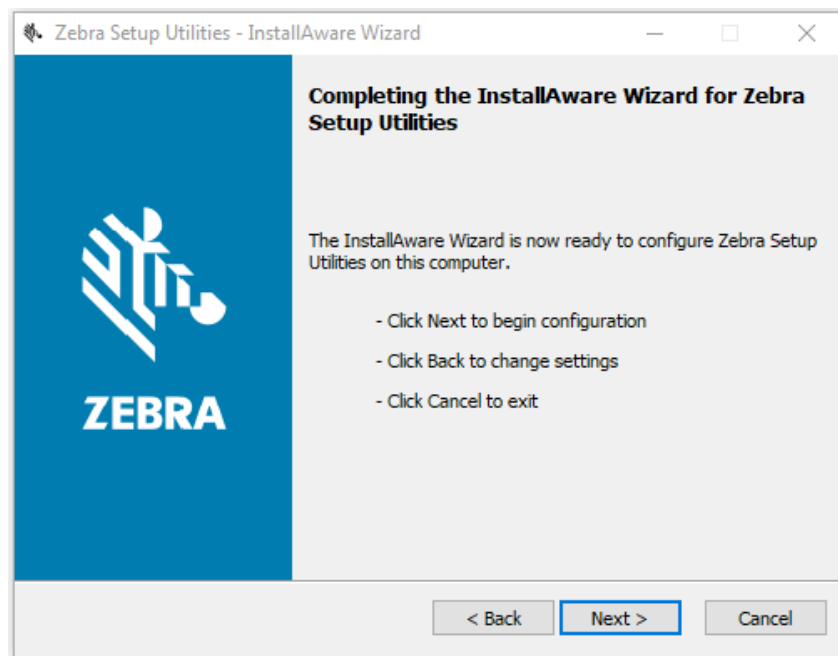 Zebra Setup Utilities - InstallAware Wizard
Completing the InstallAware Wizard for Zebra
Setup Utilities
The InstallAware Wizard is now ready to configure Zebra Setup
Utilities on this computer.
- Click Next to begin configuration
- Click Back to change settings
- Click Cancel to exit
ZEBRA
< Back
Next >
Cancel